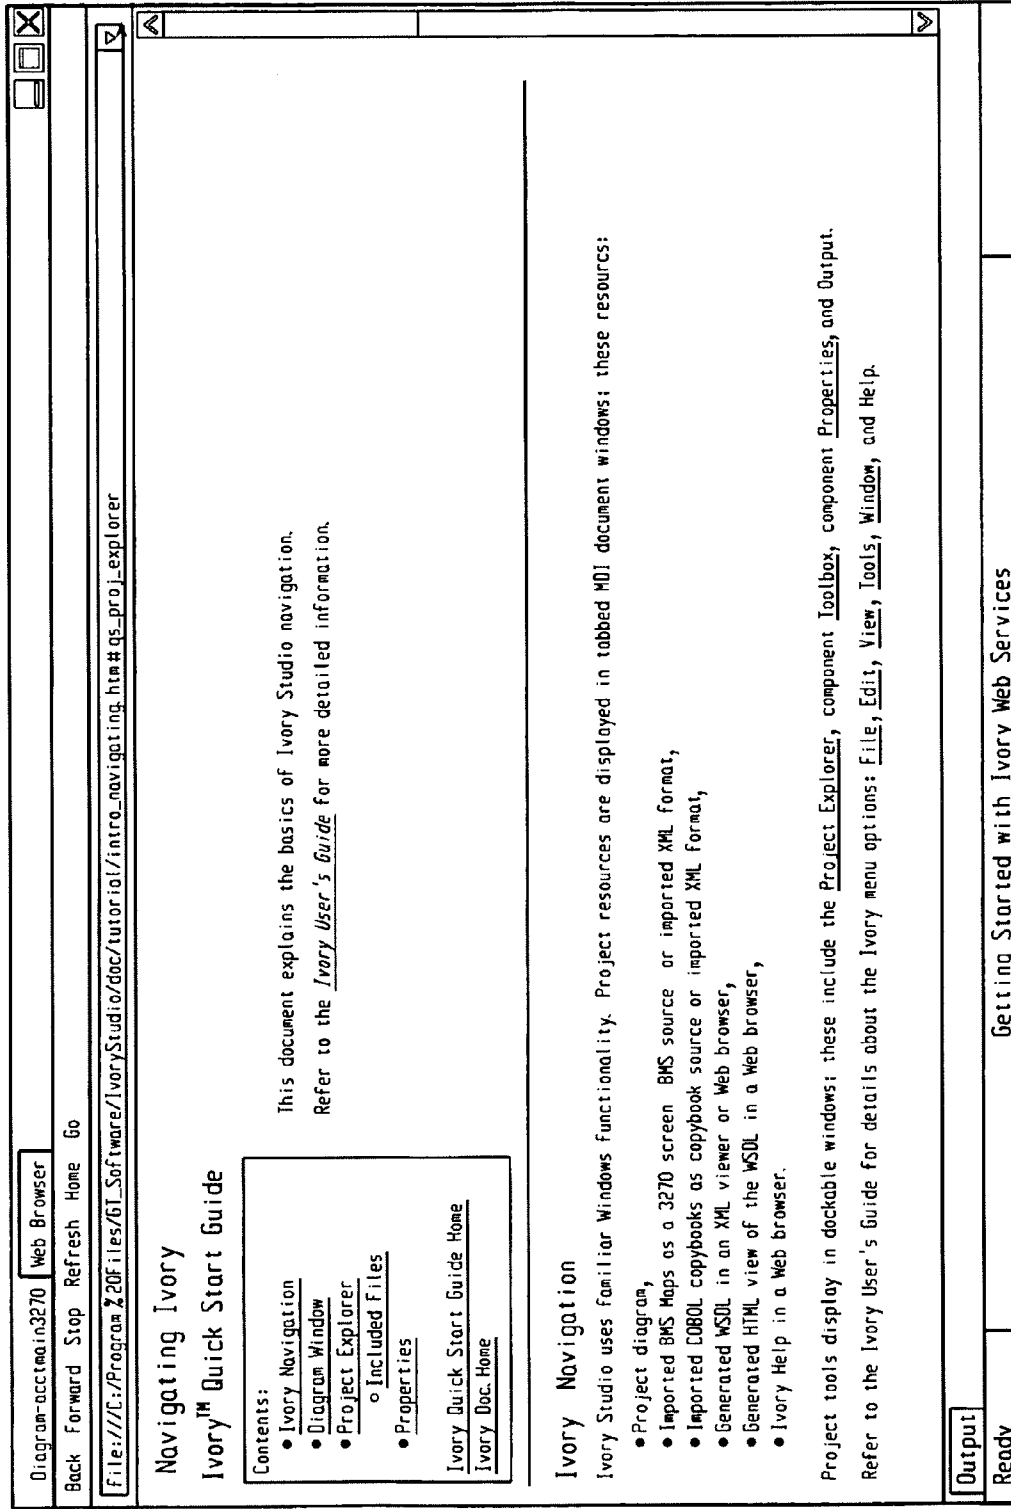 Diagram-acctmain3270 Web Browser
Back Forward Stop Refresh Home Go
File:///C:/Program%20Files/GT_Software/IvoryStudio/doc/tutorial/intro_navigating.htm#qs_proj_explorer
Navigating Ivory
Ivory™ Quick Start Guide
Contents:
● Ivory Navigation
● Diagram Window
● Project Explorer
○ Included Files
● Properties
Ivory Quick Start Guide Home
Ivory Doc. Home
This document explains the basics of Ivory Studio navigation.
Refer to the Ivory User's Guide for more detailed information.
Ivory Navigation
Ivory Studio uses familiar Windows functionality. Project resources are displayed in tabbed MDI document windows; these resourcs:
● Project diagram,
● Imported BMS Maps as a 3270 screen BMS source or imported XML format,
● Imported COBOL copybooks as copybook source or imported XML format,
● Generated WSDL in an XML viewer or Web browser,
● Generated HTML view of the WSDL in a Web browser,
● Ivory Help in a Web browser.
Project tools display in dockable windows; these include the Project Explorer, component Toolbox, component Properties, and Output.
Refer to the Ivory User's Guide for details about the Ivory menu options: File, Edit, View, Tools, Window, and Help.
Output
Ready Getting Started with Ivory Web Services